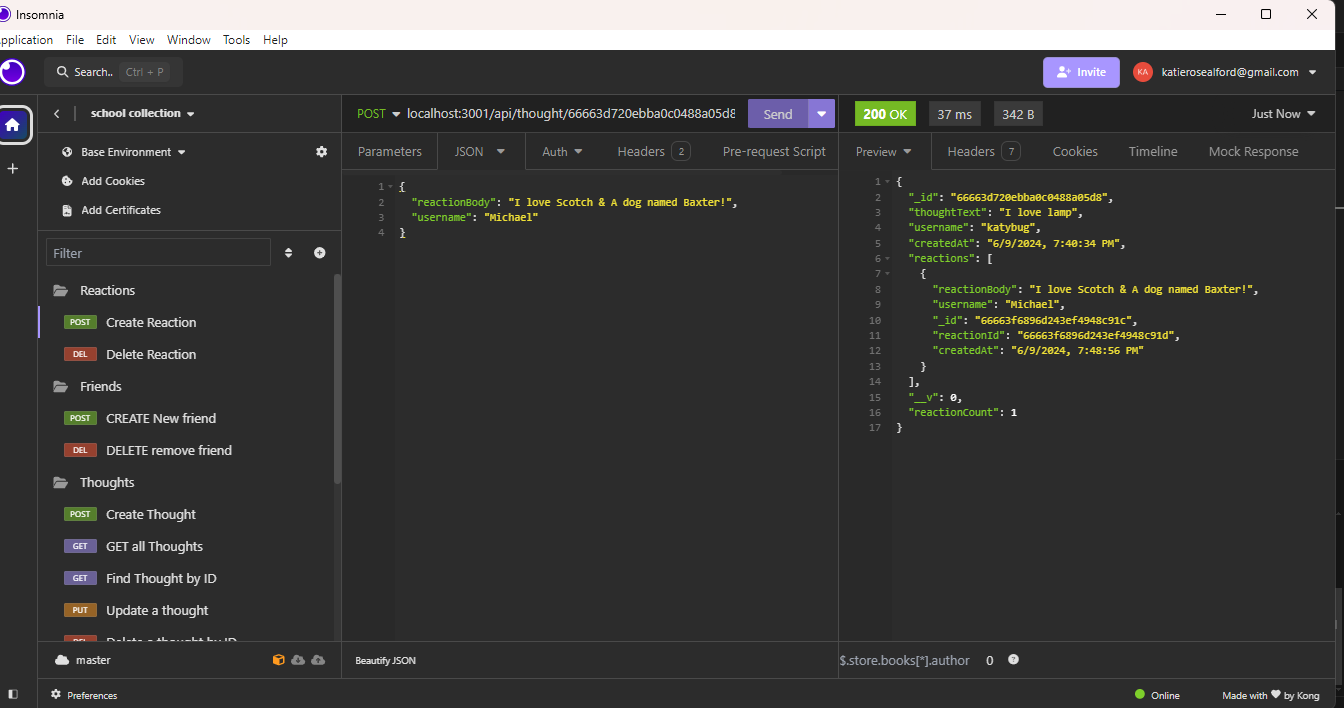 Insomnia
pplication File Edit View Window Tools Help
Search.. Ctrl + P
Invite
KA katierosealford@gmail.com
school collection
POST localhost:3001/api/thought/66663d720ebba0c0488a05d8
Send
200 OK 37 ms 342 B
Just Now
Base Environment
Add Cookies
Add Certificates
Filter
Reactions
POST Create Reaction
DEL Delete Reaction
Friends
POST CREATE New friend
DEL DELETE remove friend
Thoughts
POST Create Thought
GET GET all Thoughts
GET Find Thought by ID
PUT Update a thought
DEL Delete a thought by ID
master
Preferences
Parameters JSON Auth Headers 2 Pre-request Script
1 {
2 "reactionBody": "I love Scotch & A dog named Baxter!",
3 "username": "Michael"
4 }
Beautify JSON
Preview Headers 7 Cookies Timeline Mock Response
1 {
2 "_id": "66663d720ebba0c0488a05d8",
3 "thoughtText": "I love lamp",
4 "username": "katybug",
5 "createdAt": "6/9/2024, 7:40:34 PM",
6 "reactions": [
7 {
8 "reactionBody": "I love Scotch & A dog named Baxter!",
9 "username": "Michael",
10 "_id": "66663f6896d243ef4948c91c",
11 "reactionId": "66663f6896d243ef4948c91d",
12 "createdAt": "6/9/2024, 7:48:56 PM"
13 }
14 ],
15 "__v": 0,
16 "reactionCount": 1
17 }
$.store.books[*].author 0 ?
Online
Made with ♥ by Kong